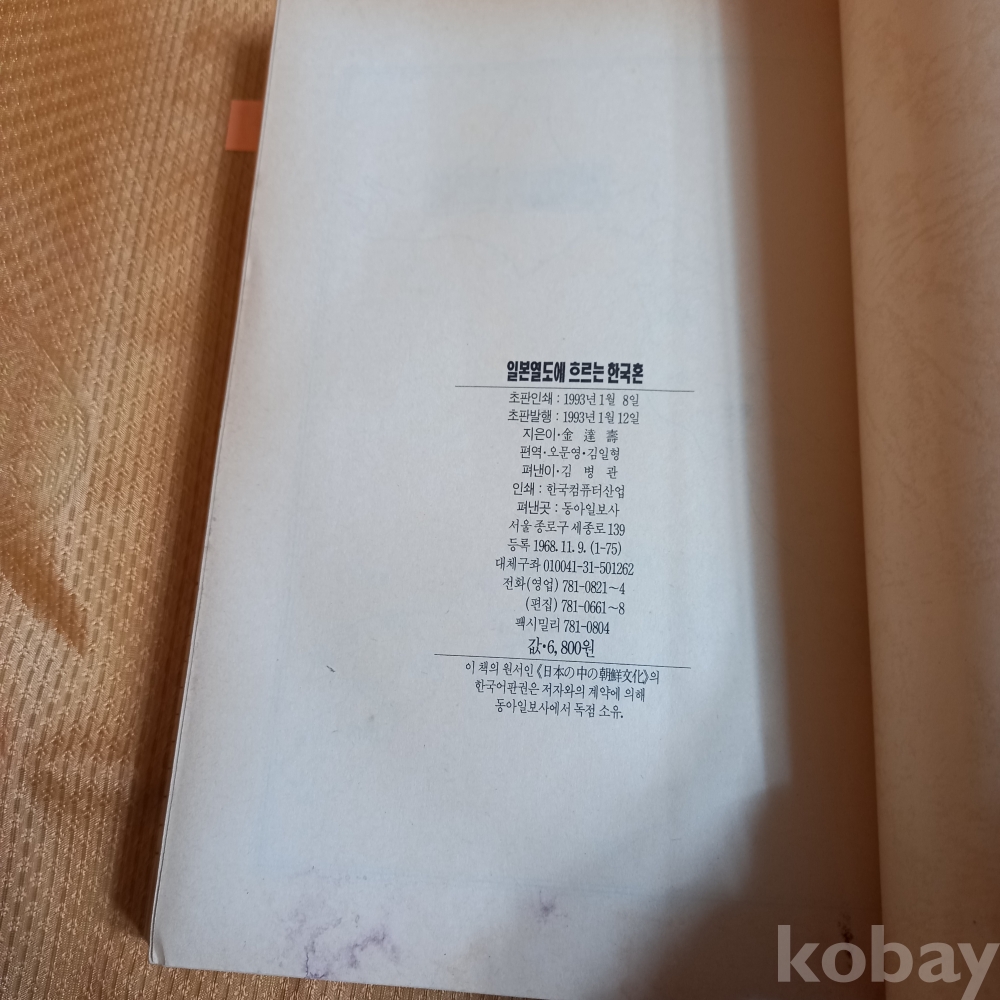 일본열도에 흐르는 한국혼
초판인쇄 : 1993년 1월 8일
초판발행 : 1993년 1월 12일
지은이·金 達 壽
편역·오문영·김일형
펴낸이·김 병 관
인쇄 : 한국컴퓨터산업
펴낸곳 : 동아일보사
서울 종로구 세종로 139
등록 1968. 11. 9. (1-75)
대체구좌 010041-31-501262
전화(영업) 781-0821~4
(편집) 781-0661~8
팩시밀리 781-0804
값·6, 800원
이 책의 원서인 《日本の中の朝鮮文化》의
한국어판권은 저자와의 계약에 의해
동아일보사에서 독점 소유.
kobay